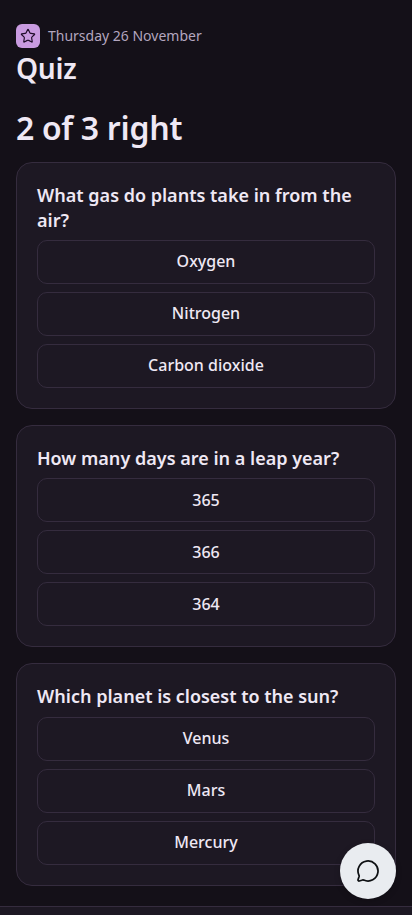 Thursday 26 November
Quiz
2 of 3 right
What gas do plants take in from the
air?
Oxygen
Nitrogen
Carbon dioxide
How many days are in a leap year?
365
366
364
Which planet is closest to the sun?
Venus
Mars
Mercury